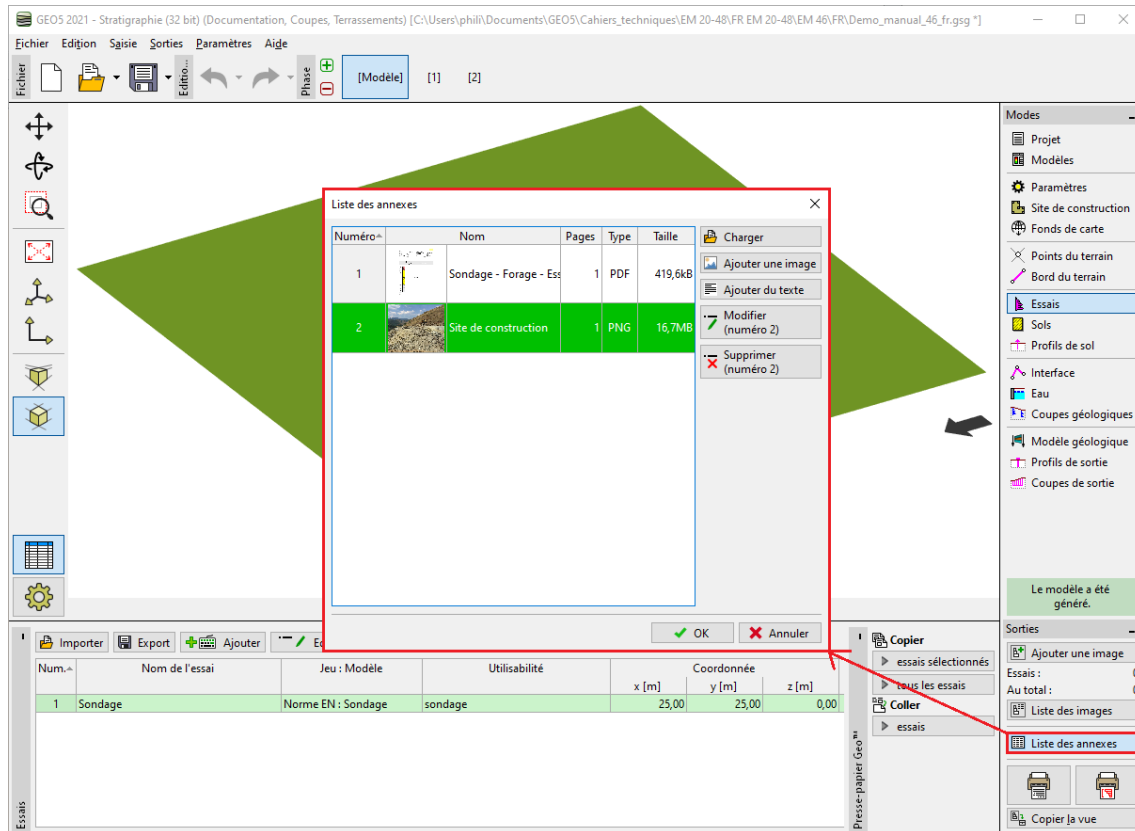 GEO5 2021 - Stratigraphie (32 bit) (Documentation, Coupes, Terrassements) [C:\Users\phili\Documents\GEO5\Cahiers_techniques\EM 20-48\FR EM 20-48\EM 46\FR\Demo_manual_46_fr.gsg *]
Fichier Edition Saisie Sorties Paramètres Aide
Fichier
Editio...
Phase
[Modèle] [1] [2]
Liste des annexes
Numéro Nom Pages Type Taille
1 Sondage - Forage - Ess 1 PDF 419,6kB
2 Site de construction 1 PNG 16,7MB
Charger
Ajouter une image
Ajouter du texte
Modifier
(numéro 2)
Supprimer
(numéro 2)
OK Annuler
Modes
Projet
Modèles
Paramètres
Site de construction
Fonds de carte
Points du terrain
Bord du terrain
Essais
Sols
Profils de sol
Interface
Eau
Coupes géologiques
Modèle géologique
Profils de sortie
Coupes de sortie
Le modèle a été
généré.
Sorties
Ajouter une image
Essais : 0
Au total : 0
Liste des images
Liste des annexes
Copier la vue
Importer Export Ajouter Ed
Num. Nom de l'essai Jeu : Modèle Utilisabilité Coordonnée
x [m] y [m] z [m]
1 Sondage Norme EN : Sondage sondage 25,00 25,00 0,00
Essais
Presse-papier Geo™
Copier
essais sélectionnés
tous les essais
Coller
essais